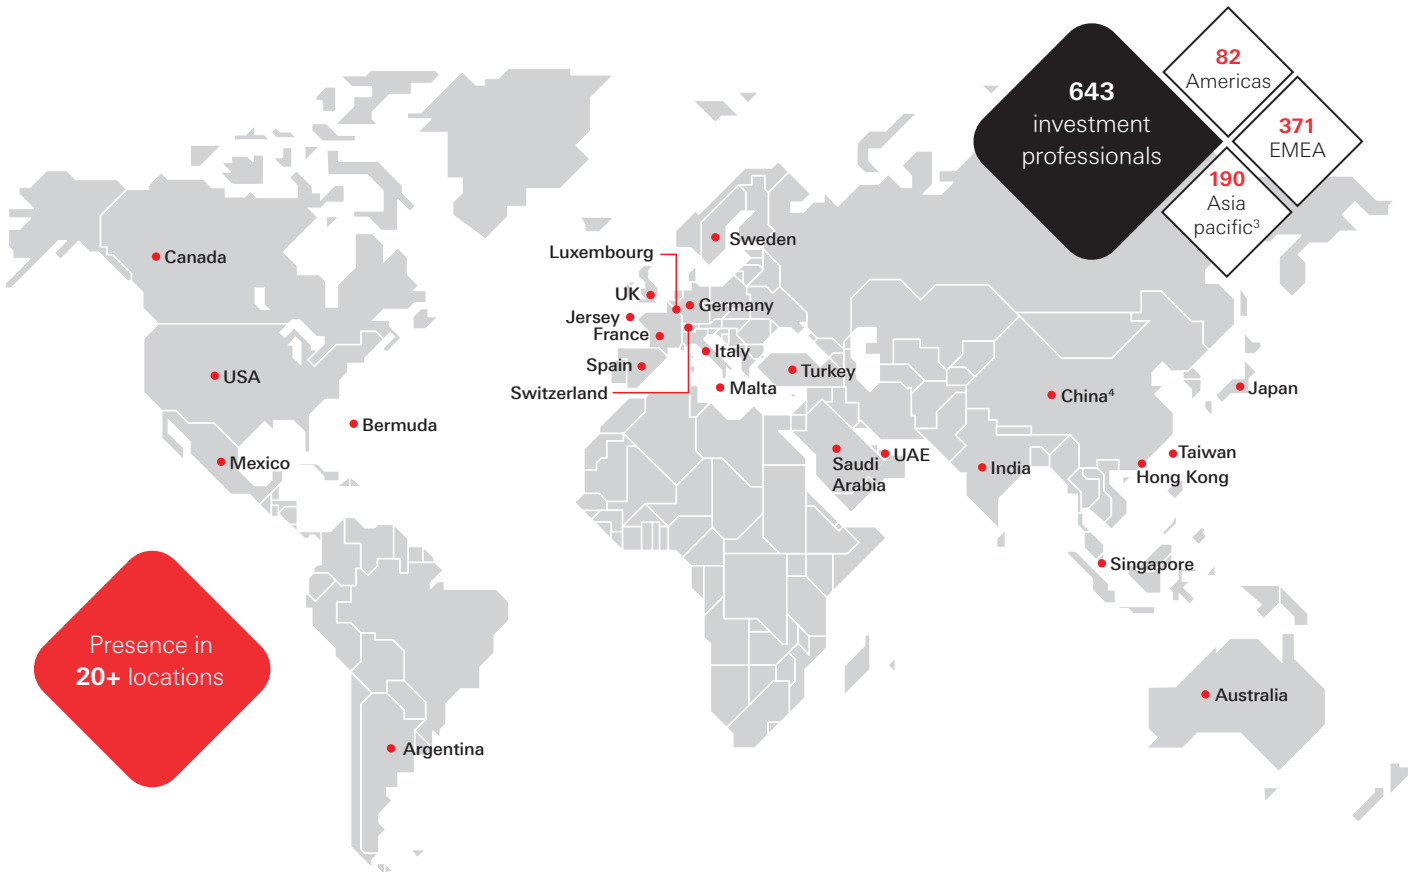 643
investment
professionals
82
Americas
371
EMEA
190
Asia
pacific³
Canada
USA
Bermuda
Mexico
Argentina
Sweden
Luxembourg
UK
Germany
Jersey
France
Italy
Spain
Turkey
Switzerland
Malta
Saudi
Arabia
UAE
India
China⁴
Japan
Taiwan
Hong Kong
Singapore
Australia
Presence in
20+ locations